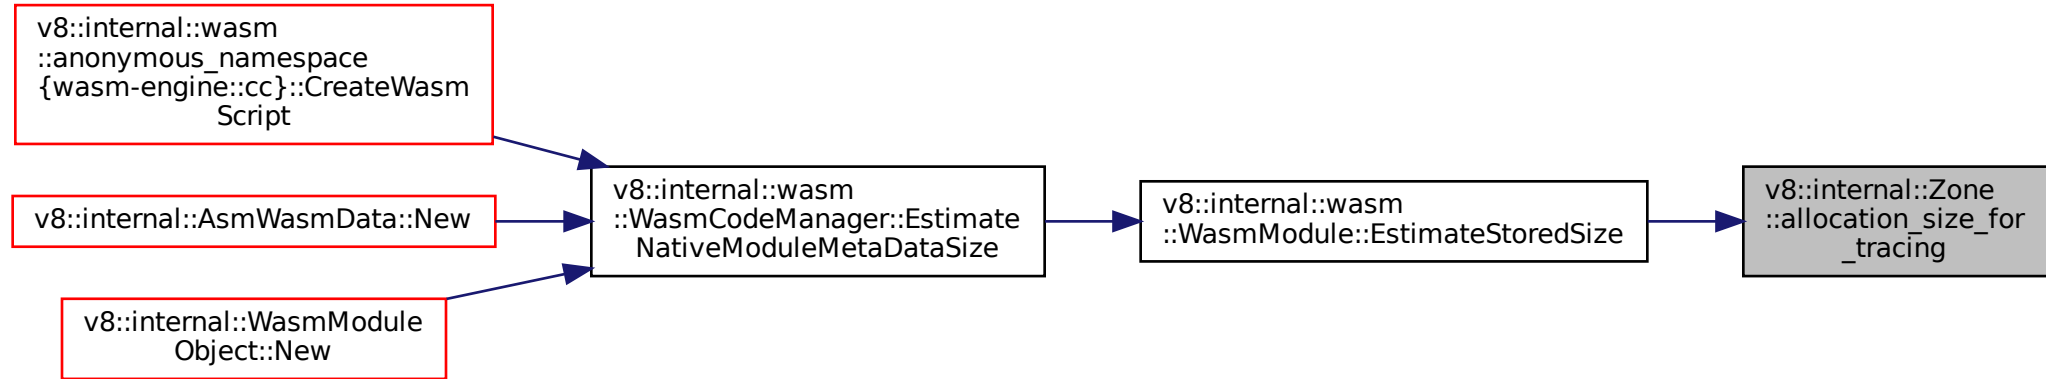 v8::internal::wasm
::anonymous_namespace
{wasm-engine::cc}::CreateWasm
Script
v8::internal::AsmWasmData::New
v8::internal::WasmModule
Object::New
v8::internal::wasm
::WasmCodeManager::Estimate
NativeModuleMetaDataSize
v8::internal::wasm
::WasmModule::EstimateStoredSize
v8::internal::Zone
::allocation_size_for
_tracing